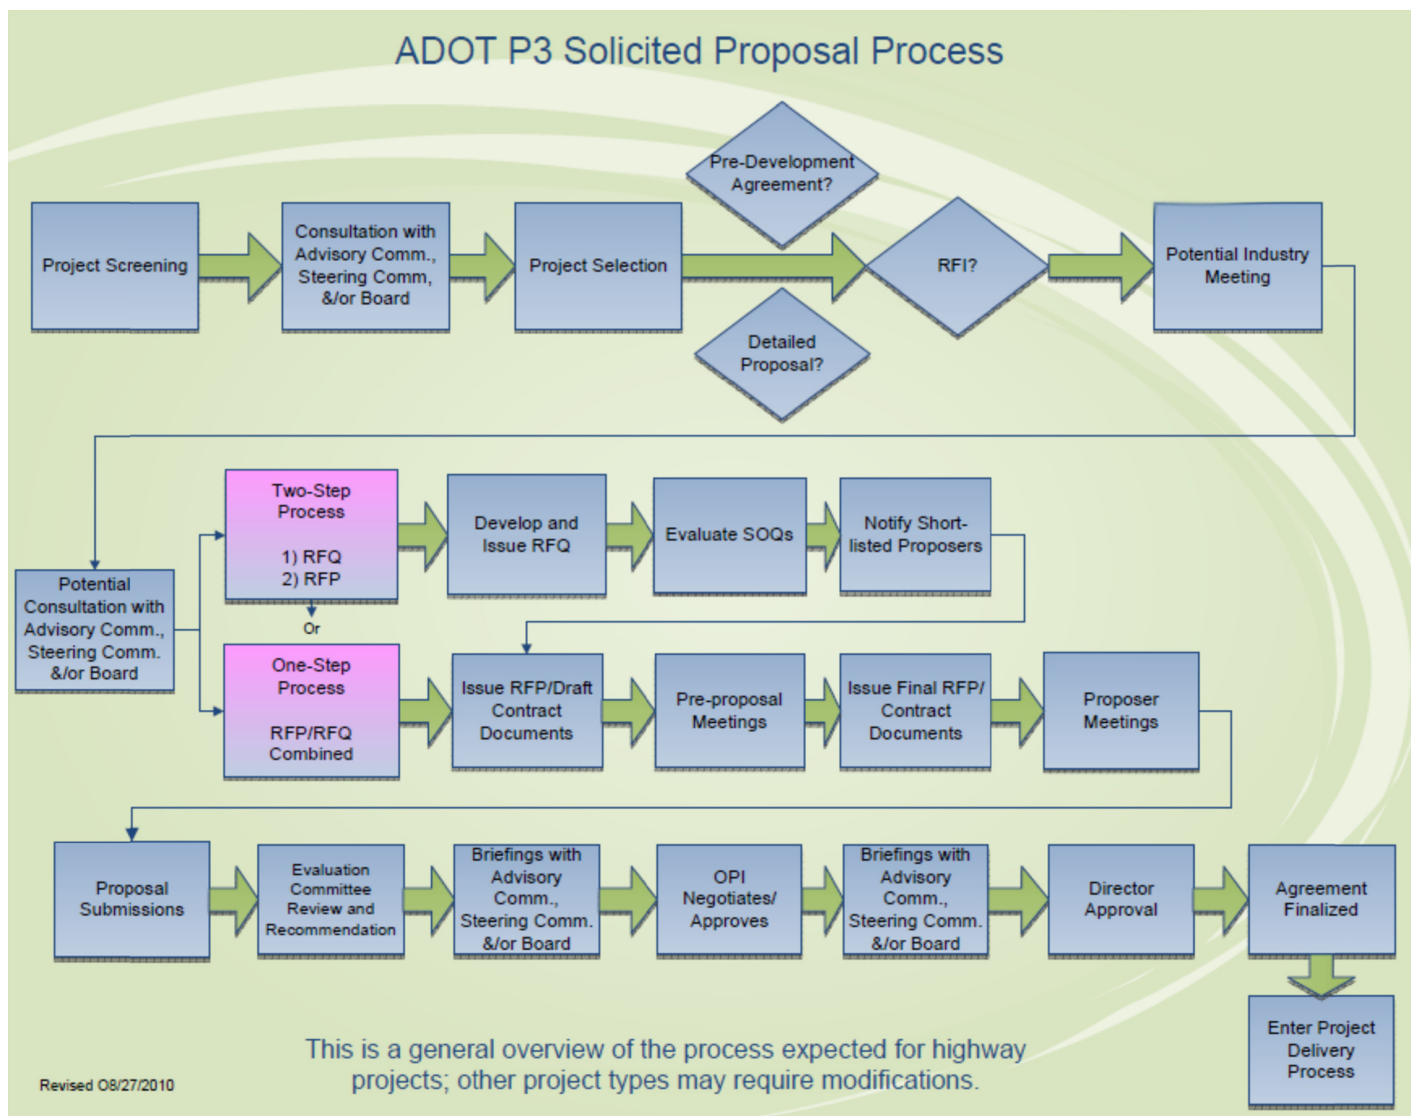 ADOT P3 Solicited Proposal Process
Pre-Development
Agreement?
Project Screening
Consultation with
Advisory Comm.,
Steering Comm,
&/or Board
Project Selection
RFI?
Potential Industry
Meeting
Detailed
Proposal?
Two-Step
Process
1) RFQ
2) RFP
Develop and
Issue RFQ
Evaluate SOQs
Notify Short-
listed Proposers
Potential
Consultation with
Advisory Comm.,
Steering Comm.
&/or Board
Or
One-Step
Process
RFP/RFQ
Combined
Issue RFP/Draft
Contract
Documents
Pre-proposal
Meetings
Issue Final RFP/
Contract
Documents
Proposer
Meetings
Proposal
Submissions
Evaluation
Committee
Review and
Recommendation
Briefings with
Advisory
Comm.,
Steering Comm.
&/or Board
OPI
Negotiates/
Approves
Briefings with
Advisory
Comm.,
Steering Comm.
&/or Board
Director
Approval
Agreement
Finalized
Enter Project
Delivery
Process
This is a general overview of the process expected for highway
projects; other project types may require modifications.
Revised O8/27/2010